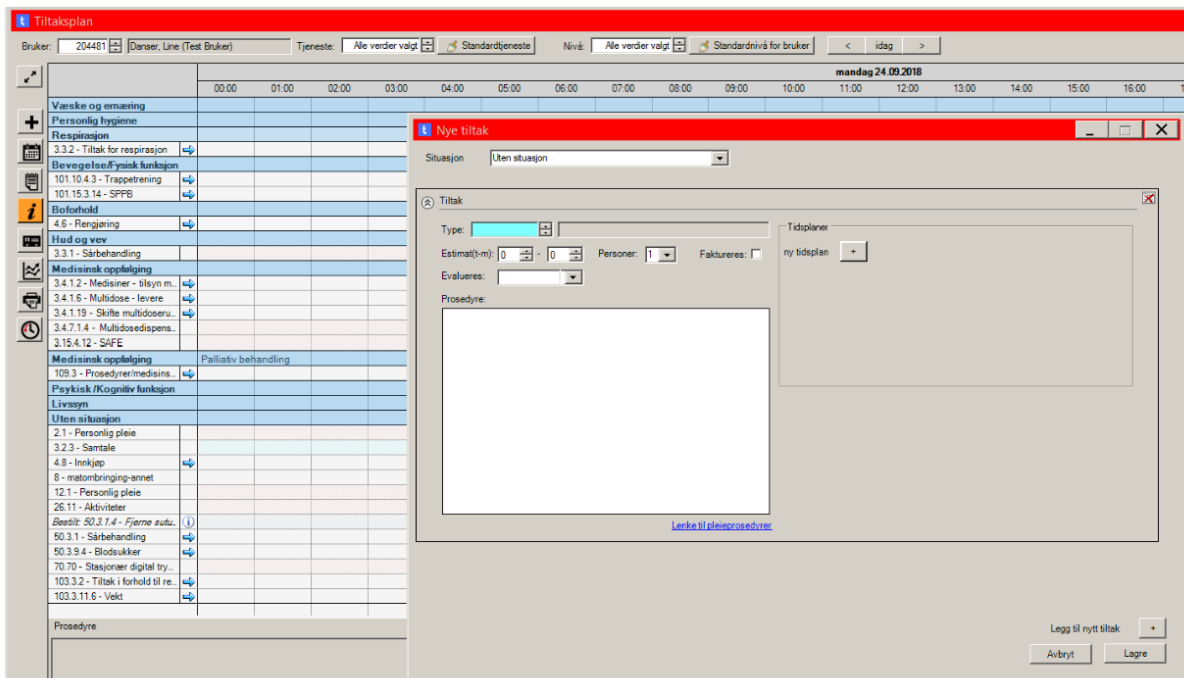 Tiltaksplan
Bruker: 204481 Danser, Line (Test Bruker) Tjeneste: Alle verdier valgt Standardtjeneste Nivå: Alle verdier valgt Standardnivå for bruker < idag >
mandag 24.09.2018
00:00 01:00 02:00 03:00 04:00 05:00 06:00 07:00 08:00 09:00 10:00 11:00 12:00 13:00 14:00 15:00 16:00
Væske og ernæring
Personlig hygiene
Respirasjon
3.3.2 - Tiltak for respirasjon
Bevegelse/Fysisk funksjon
101.10.4.3 - Trappetrening
101.15.3.14 - SPPB
Boforhold
4.6 - Rengjøring
Hud og vev
3.3.1 - Sårbehandling
Medisinsk oppfølging
3.4.1.2 - Medisiner - tilsyn m..
3.4.1.6 - Multidose - levere
3.4.1.19 - Skifte multidoseru..
3.4.7.1.4 - Multidosedispens..
3.15.4.12 - SAFE
Medisinsk oppfølging Palliativ behandling
109.3 - Prosedyrer/medisins..
Psykisk /Kognitiv funksjon
Livssyn
Uten situasjon
2.1 - Personlig pleie
3.2.3 - Samtale
4.8 - Innkjøp
8 - matombringing-annet
12.1 - Personlig pleie
26.11 - Aktiviteter
Bestilt: 50.3.1.4 - Fjerne sutu..
50.3.1 - Sårbehandling
50.3.9.4 - Blodsukker
70.70 - Stasjonær digital try..
103.3.2 - Tiltak i forhold til re..
103.3.11.6 - Vekt
Prosedyre
Nye tiltak
Situasjon Uten situasjon
Tiltak
Type:
Estimat(t-m): 0 - 0 Personer: 1 Faktureres:
Evalueres:
Prosedyre:
Tidsplaner
ny tidsplan +
Lenke til pleieprosedyrer
Legg til nytt tiltak +
Avbryt Lagre